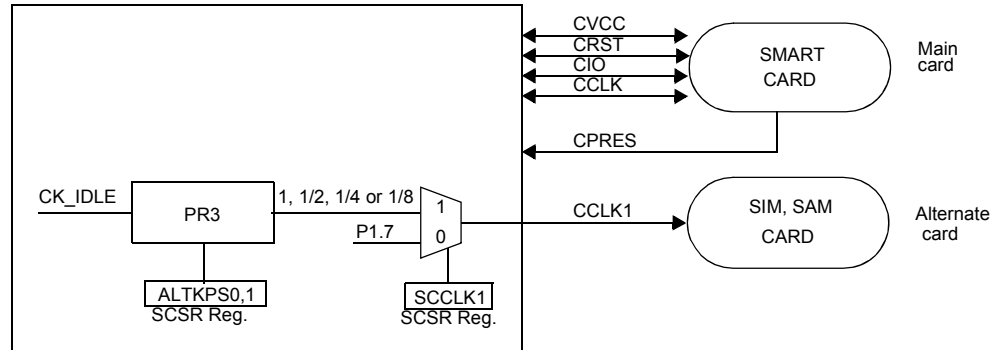 CVCC
CRST
CIO
CCLK
SMART
CARD
Main
card
CPRES
CK_IDLE
PR3
1, 1/2, 1/4 or 1/8
1
P1.7
0
CCLK1
SIM, SAM
CARD
Alternate
card
ALTKPS0,1
SCSR Reg.
SCCLK1
SCSR Reg.